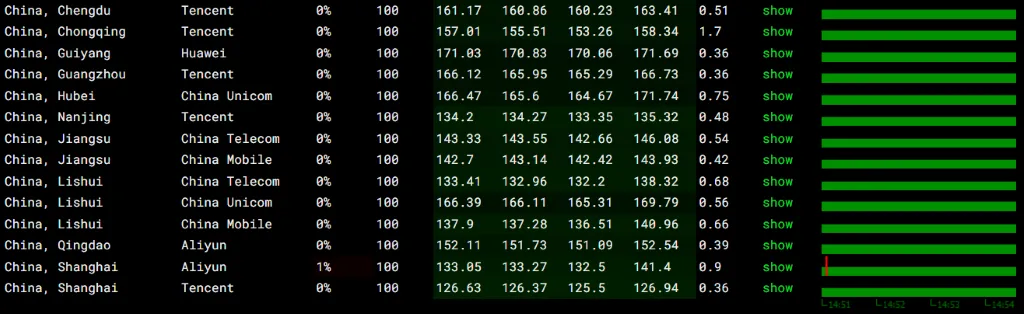 China, Chengdu Tencent 0% 100 161.17 160.86 160.23 163.41 0.51 show
China, Chongqing Tencent 0% 100 157.01 155.51 153.26 158.34 1.7 show
China, Guiyang Huawei 0% 100 171.03 170.83 170.06 171.69 0.36 show
China, Guangzhou Tencent 0% 100 166.12 165.95 165.29 166.73 0.36 show
China, Hubei China Unicom 0% 100 166.47 165.6 164.67 171.74 0.75 show
China, Nanjing Tencent 0% 100 134.2 134.27 133.35 135.32 0.48 show
China, Jiangsu China Telecom 0% 100 143.33 143.55 142.66 146.08 0.54 show
China, Jiangsu China Mobile 0% 100 142.7 143.14 142.42 143.93 0.42 show
China, Lishui China Telecom 0% 100 133.41 132.96 132.2 138.32 0.68 show
China, Lishui China Unicom 0% 100 166.39 166.11 165.31 169.79 0.56 show
China, Lishui China Mobile 0% 100 137.9 137.28 136.51 140.96 0.66 show
China, Qingdao Aliyun 0% 100 152.11 151.73 151.09 152.54 0.39 show
China, Shanghai Aliyun 1% 100 133.05 133.27 132.5 141.4 0.9 show
China, Shanghai Tencent 0% 100 126.63 126.37 125.5 126.94 0.36 show
14:51 14:52 14:53 14:54